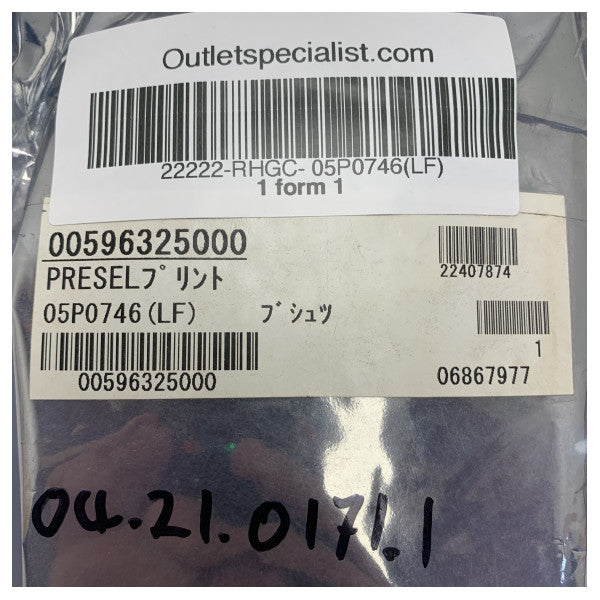 Outletspecialist.com
22222-RHGC- 05P0746(LF)
1 form 1
00596325000
22407874
PRESELﾌﾟﾘﾝﾄ
05P0746(LF) ﾌﾞｼｭﾂ
1
00596325000
06867977
04.21.0171.1